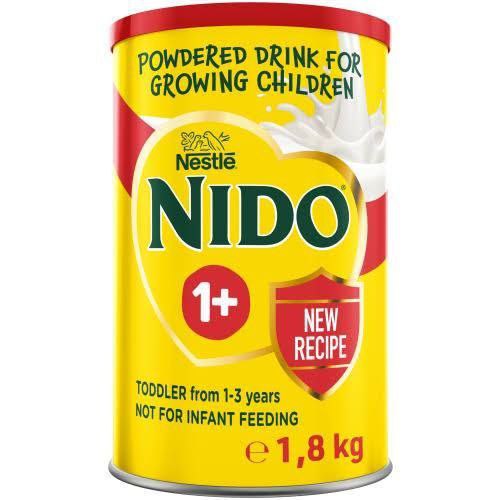 POWDERED DRINK FOR
GROWING CHILDREN
Nestlé
NIDO®
1+
NEW
RECIPE
TODDLER from 1-3 years
NOT FOR INFANT FEEDING
℮ 1,8 kg